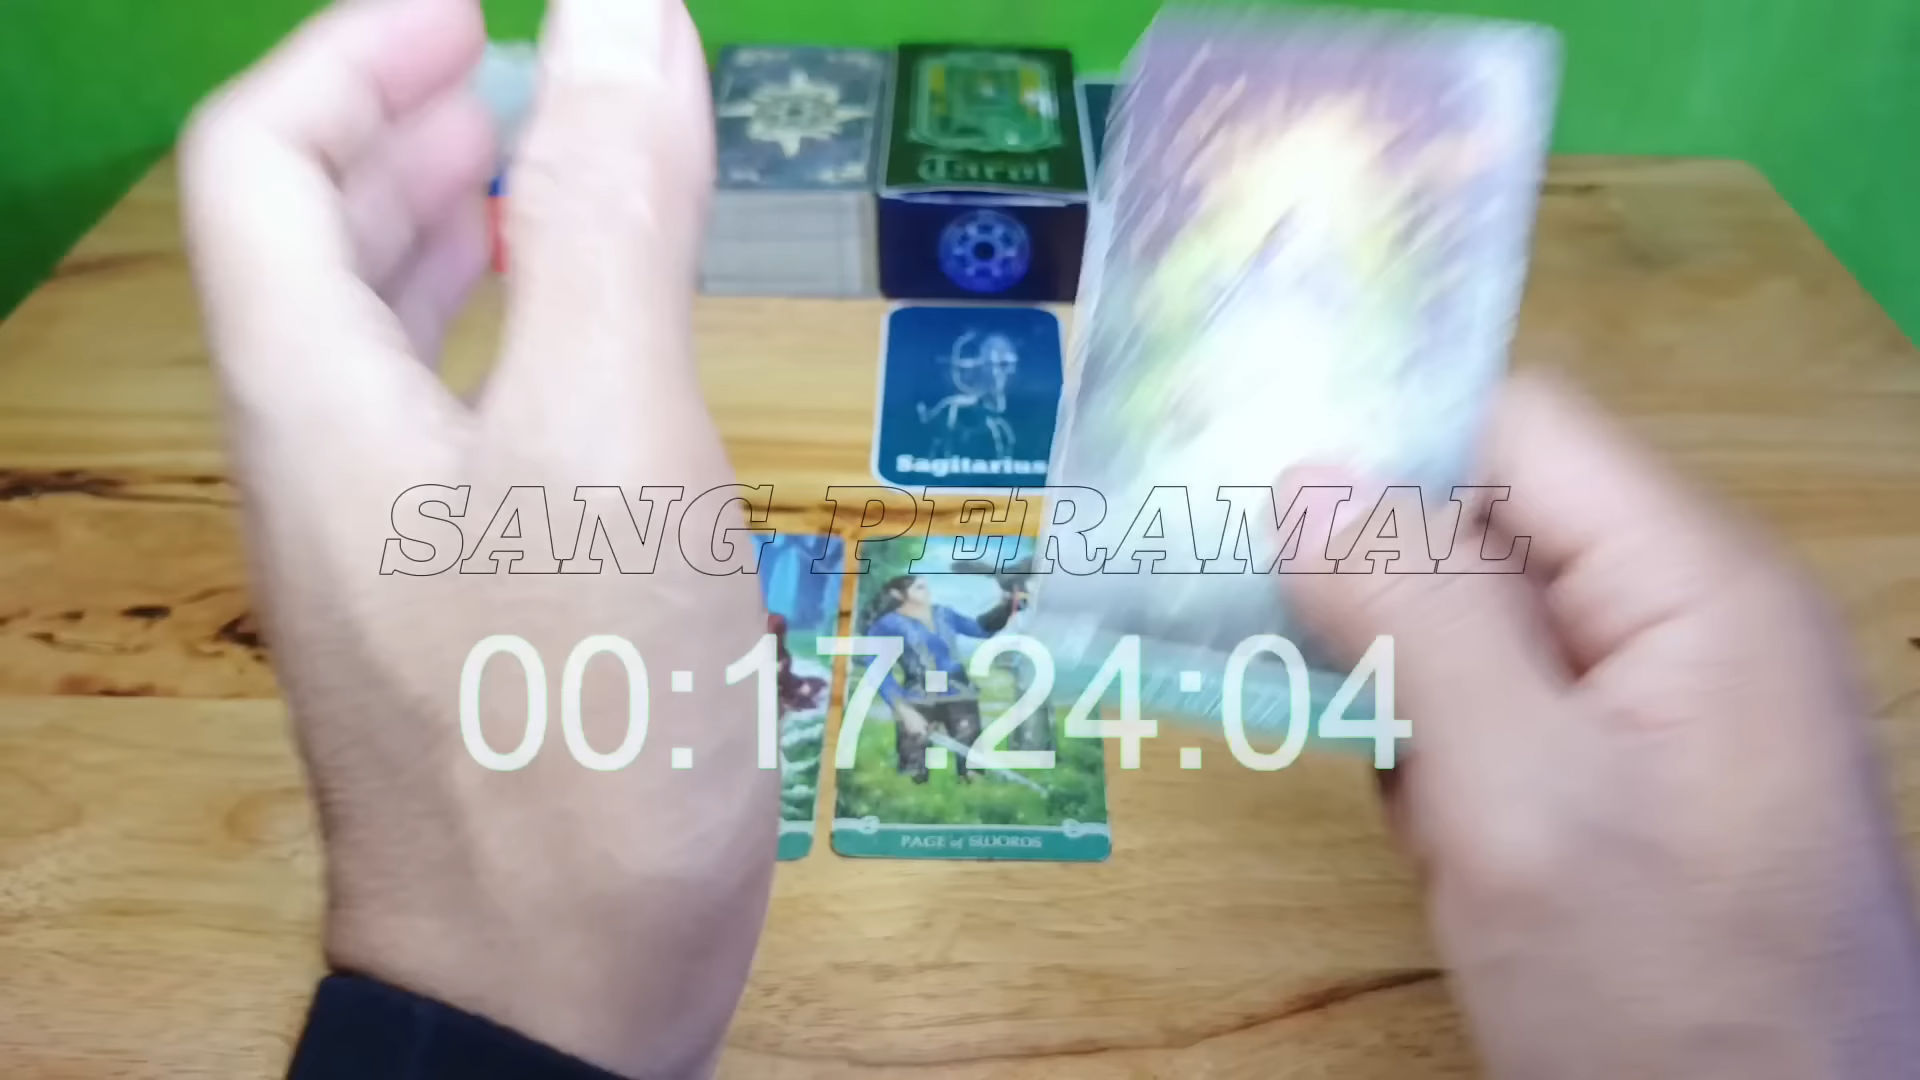 Tarot
Sagitarius
SANG PERAMAL
00:17:24:04
PAGE of SWORDS